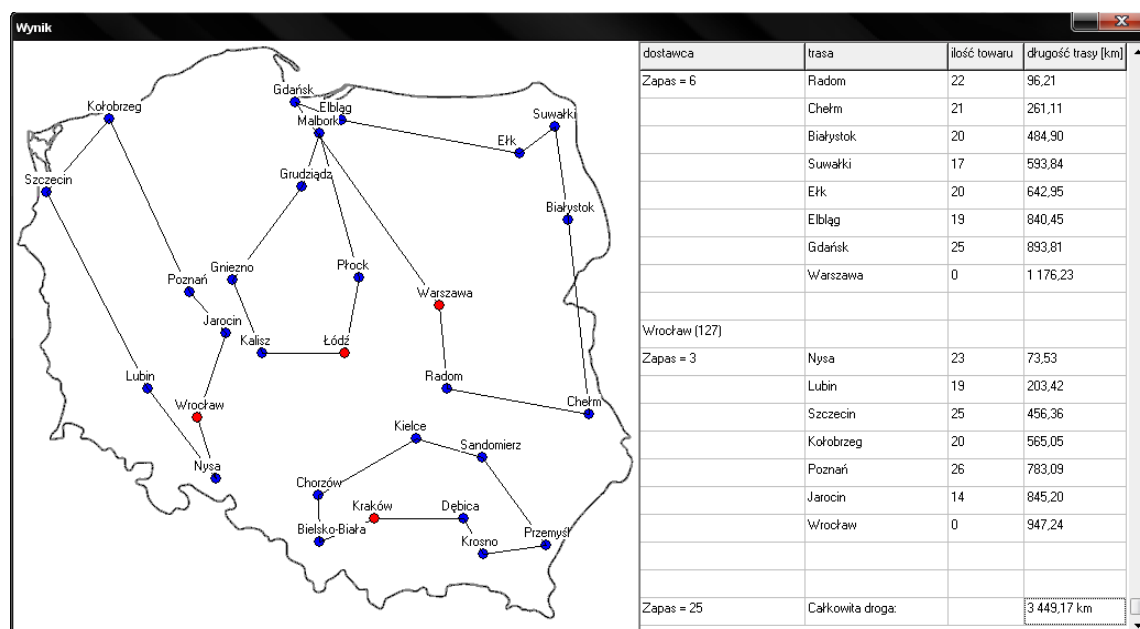 Wynik
Gdańsk
Elbląg
Malbork
Kołobrzeg
Suwałki
Ełk
Grudziądz
Szczecin
Białystok
Gniezno
Płock
Poznań
Warszawa
Jarocin
Kalisz
Łódź
Lubin
Radom
Chełm
Wrocław
Kielce
Sandomierz
Nysa
Chorzów
Kraków
Dębica
Bielsko-Biała
Krosno
Przemyśl
dostawca trasa ilość towaru długość trasy [km]
Zapas = 6 Radom 22 96,21
Chełm 21 261,11
Białystok 20 484,90
Suwałki 17 593,84
Ełk 20 642,95
Elbląg 19 840,45
Gdańsk 25 893,81
Warszawa 0 1 176,23
Wrocław (127)
Zapas = 3 Nysa 23 73,53
Lubin 19 203,42
Szczecin 25 456,36
Kołobrzeg 20 565,05
Poznań 26 783,09
Jarocin 14 845,20
Wrocław 0 947,24
Zapas = 25 Całkowita droga: 3 449,17 km